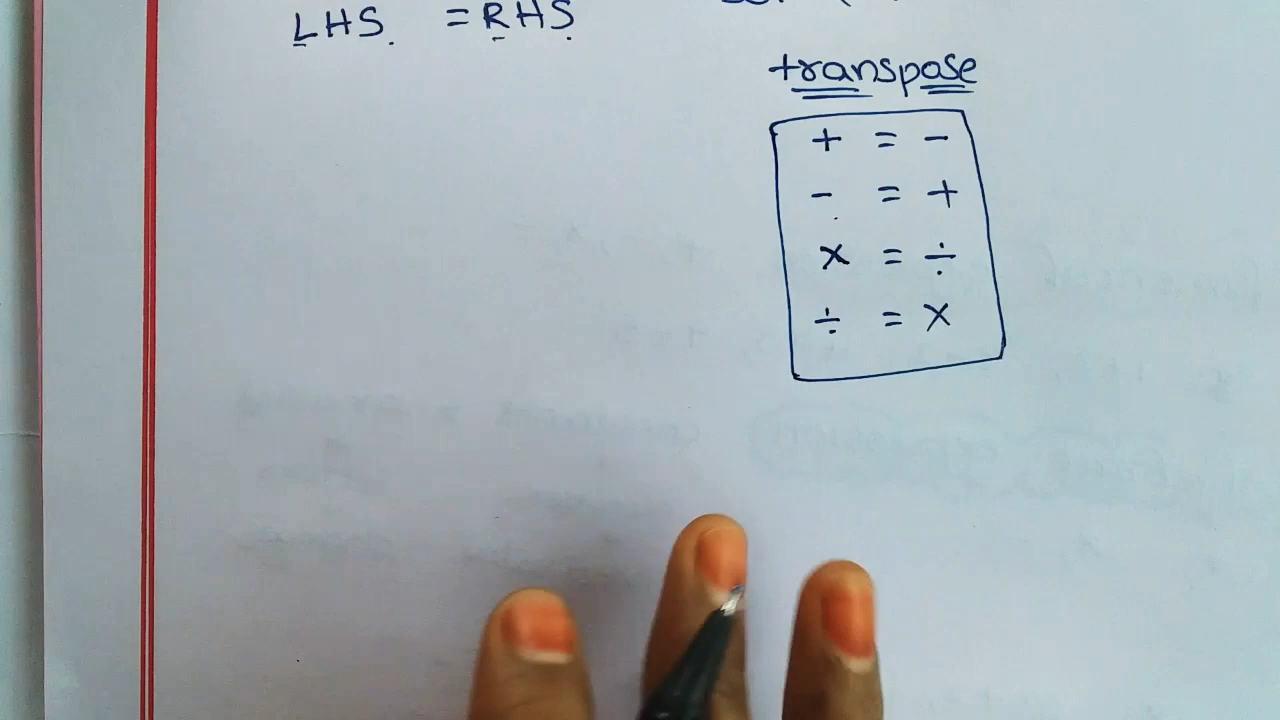 LHS. = RHS
transpose
+ = -
- = +
× = ÷
÷ = ×